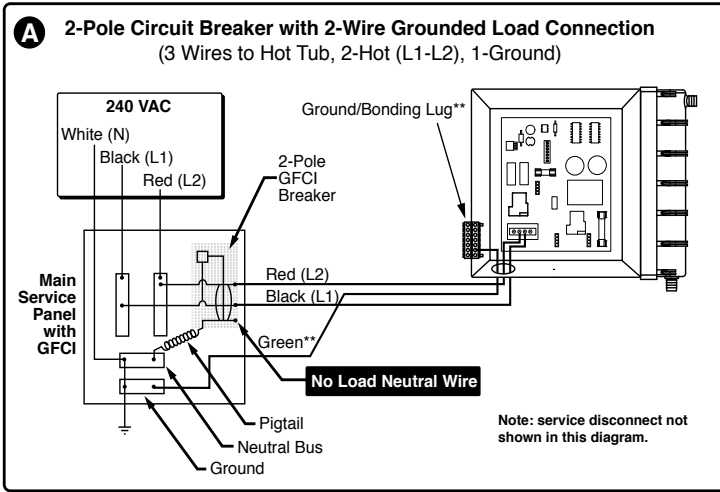 A
2-Pole Circuit Breaker with 2-Wire Grounded Load Connection
(3 Wires to Hot Tub, 2-Hot (L1-L2), 1-Ground)
240 VAC
White (N)
Black (L1)
Red (L2)
Ground/Bonding Lug**
2-Pole
GFCI
Breaker
Main
Service
Panel
with
GFCI
Red (L2)
Black (L1)
Green**
No Load Neutral Wire
Pigtail
Neutral Bus
Ground
Note: service disconnect not
shown in this diagram.